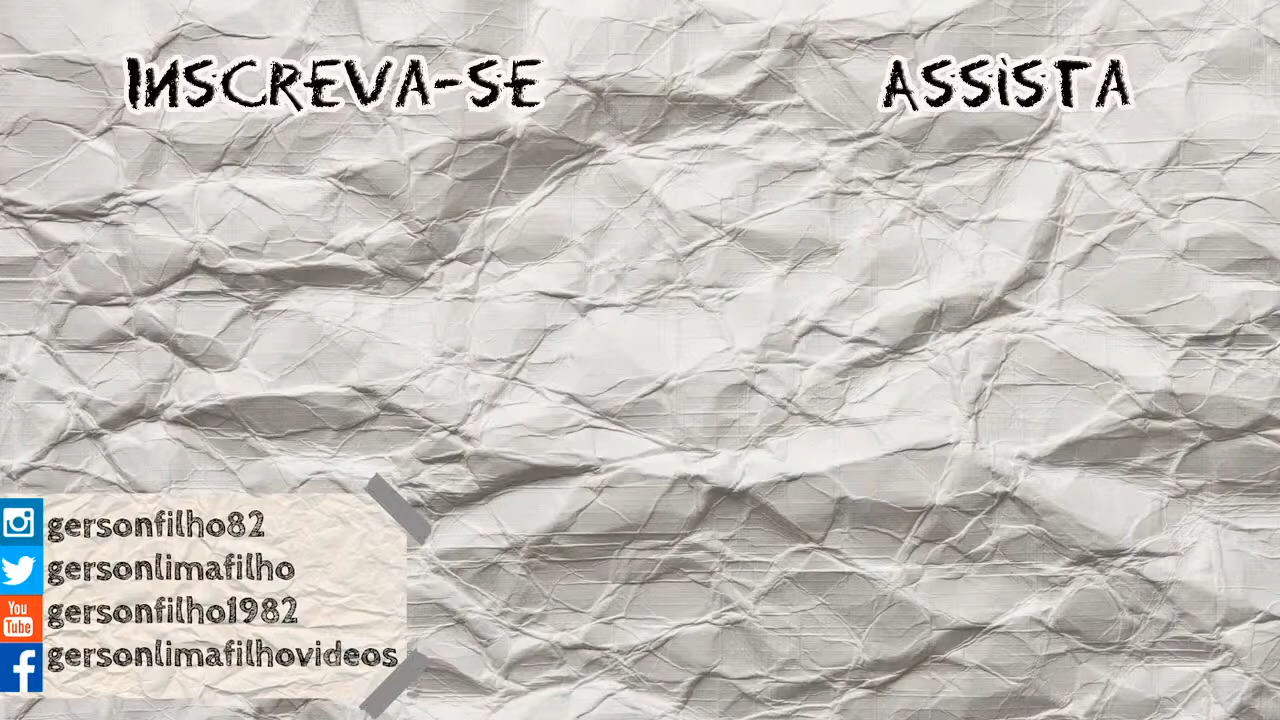 INSCREVA-SE
ASSISTA
gersonfilho82
gersonlimafilho
You
Tube
gersonfilho1982
gersonlimafilhovideos